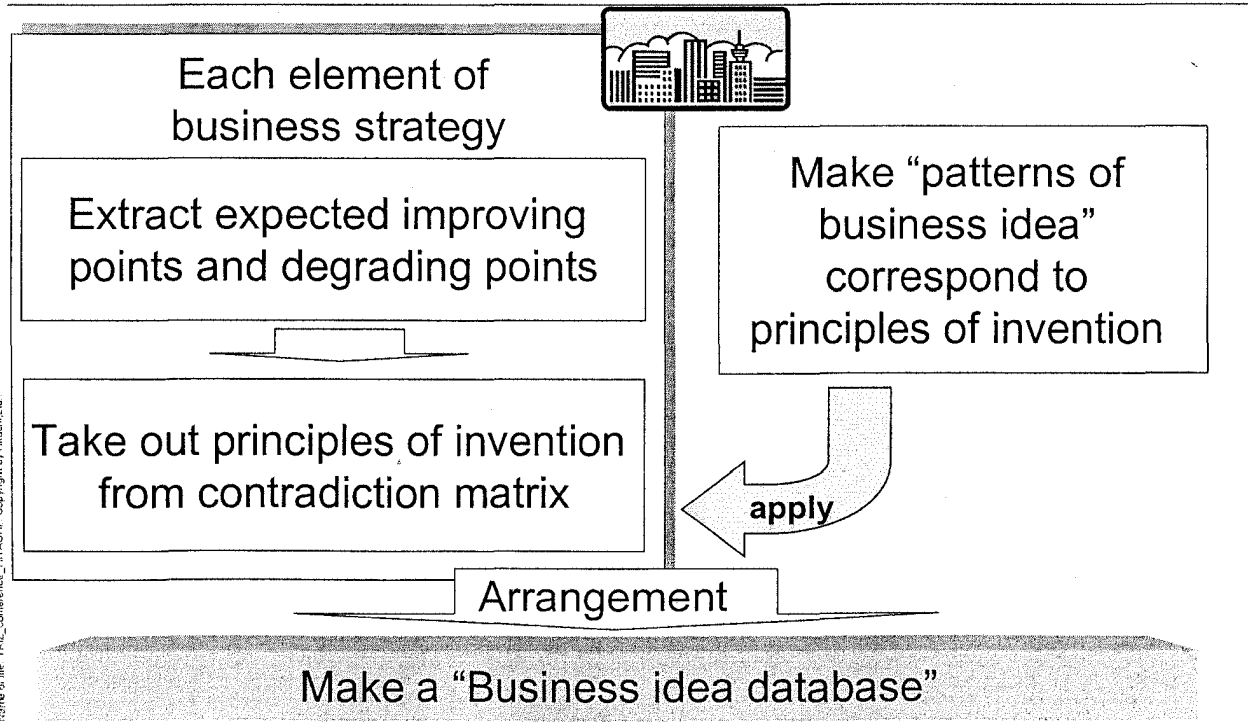 Each element of
business strategy
Extract expected improving
points and degrading points
Take out principles of invention
from contradiction matrix
Make “patterns of
business idea”
correspond to
principles of invention
apply
Arrangement
Make a “Business idea database”